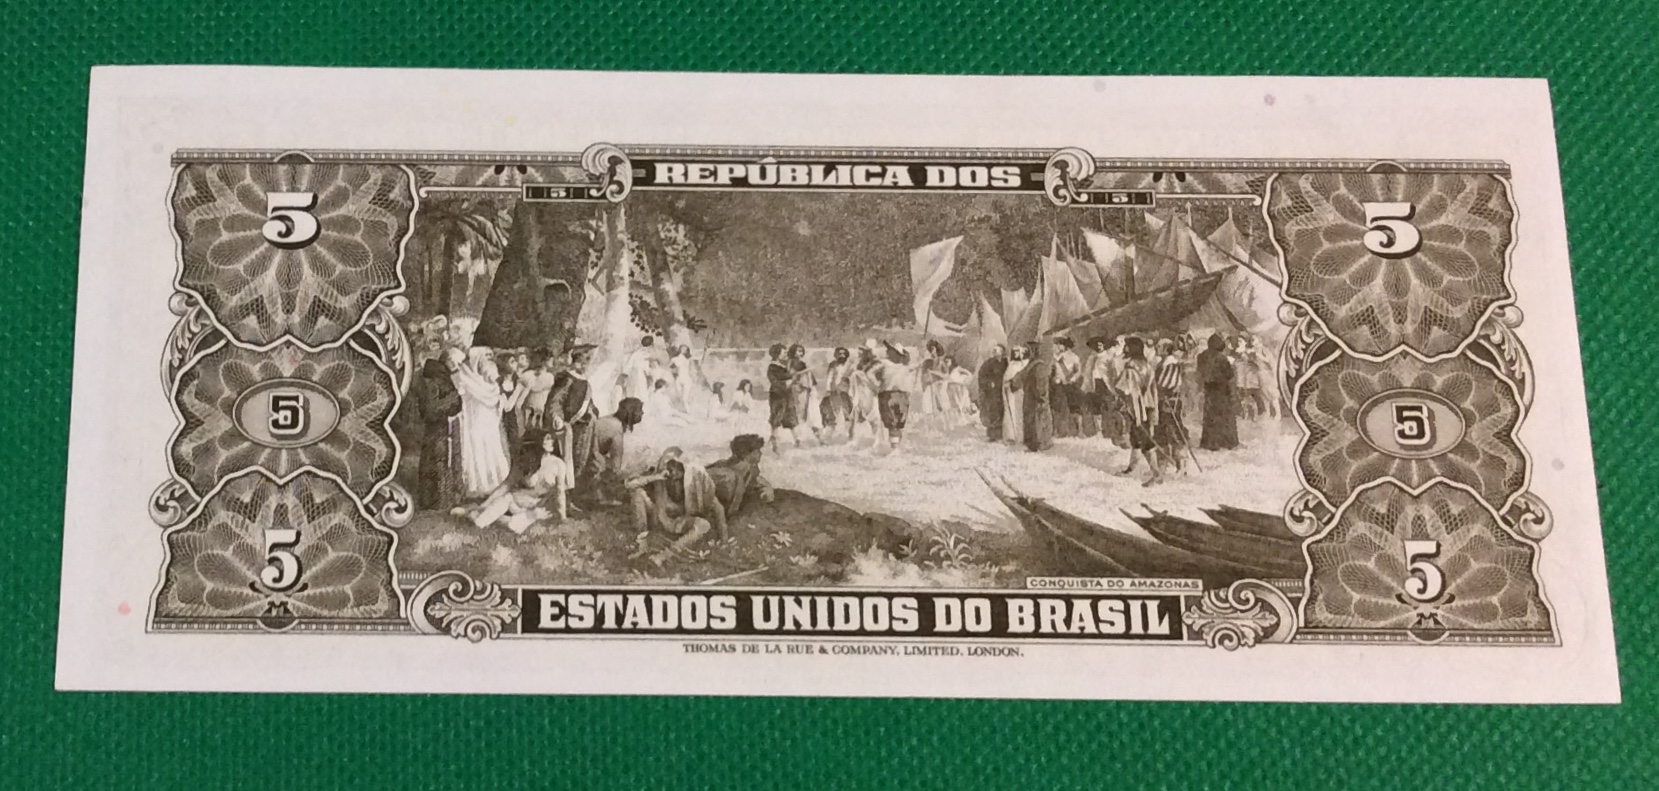 REPÚBLICA DOS
5 5
5 5
5 5
5 5
CONQUISTA DO AMAZONAS
ESTADOS UNIDOS DO BRASIL
THOMAS DE LA RUE & COMPANY, LIMITED, LONDON.